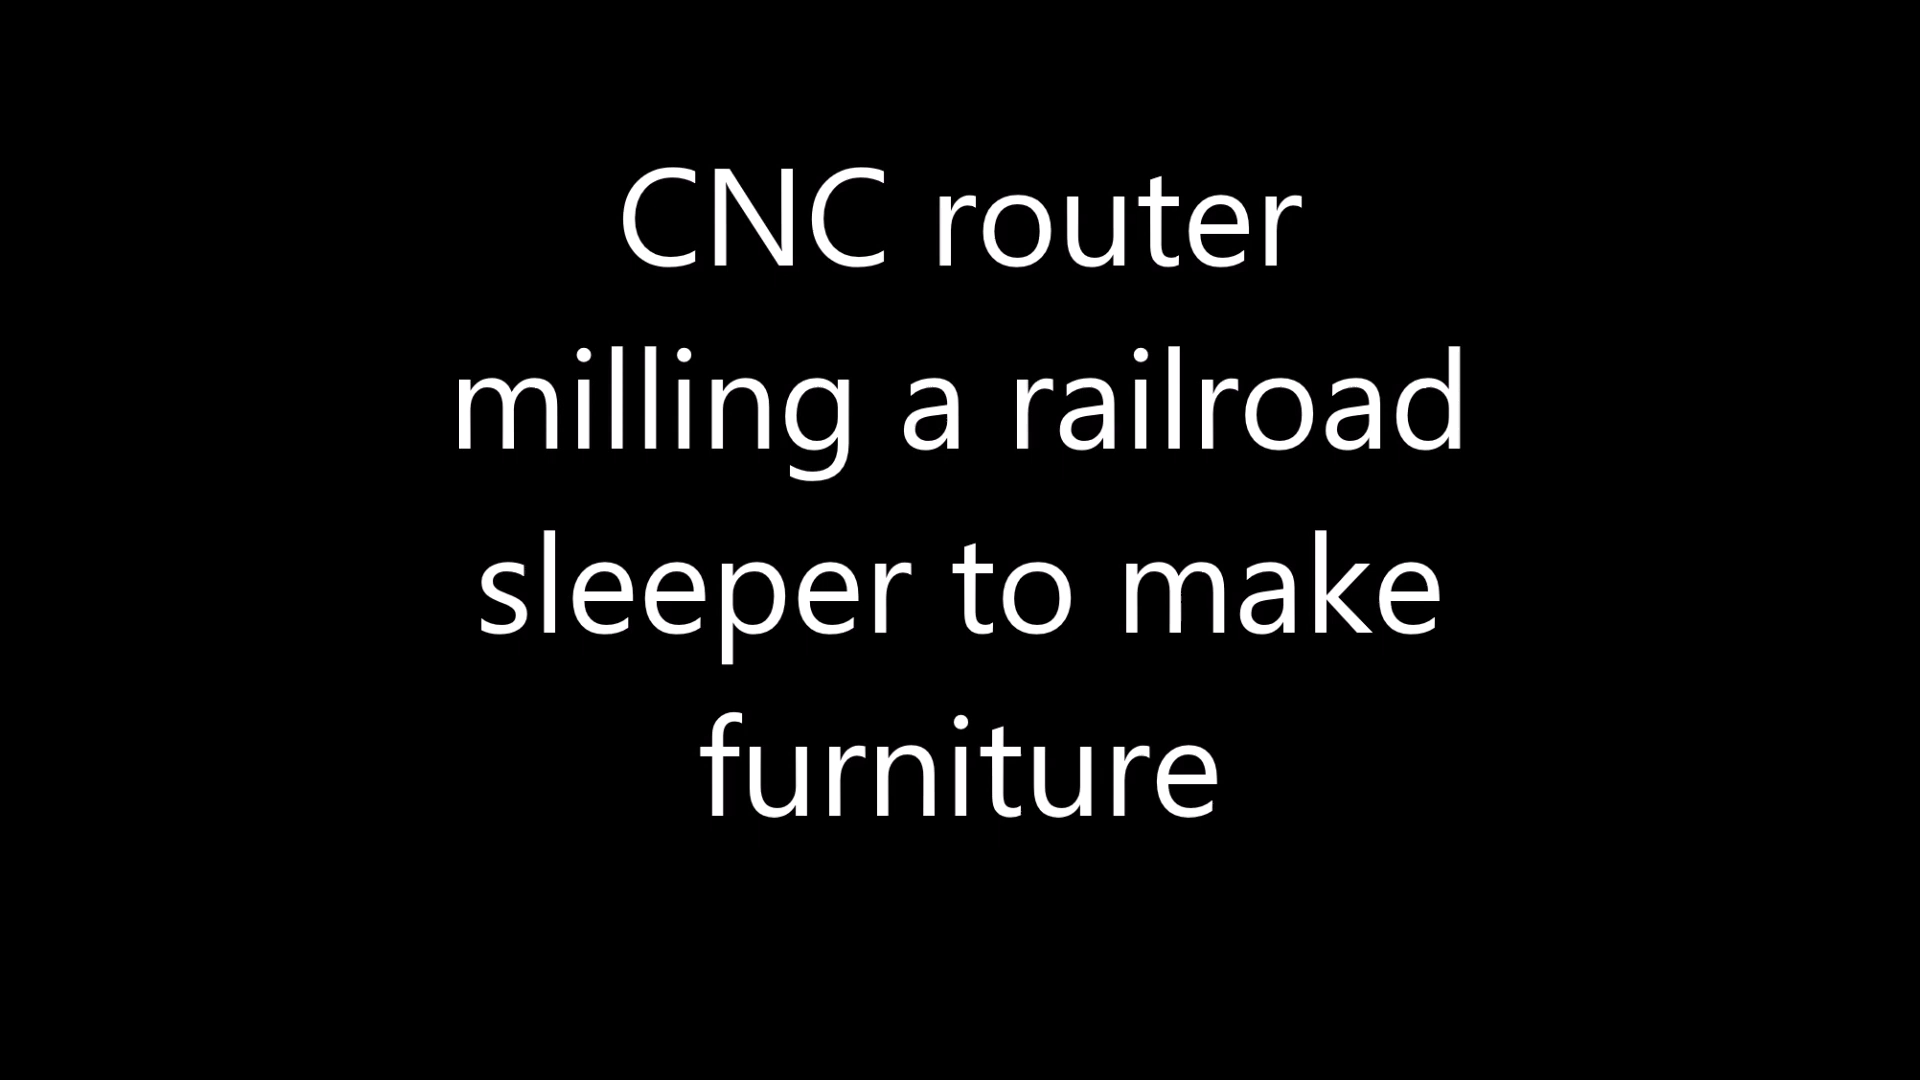 CNC router
milling a railroad
sleeper to make
furniture